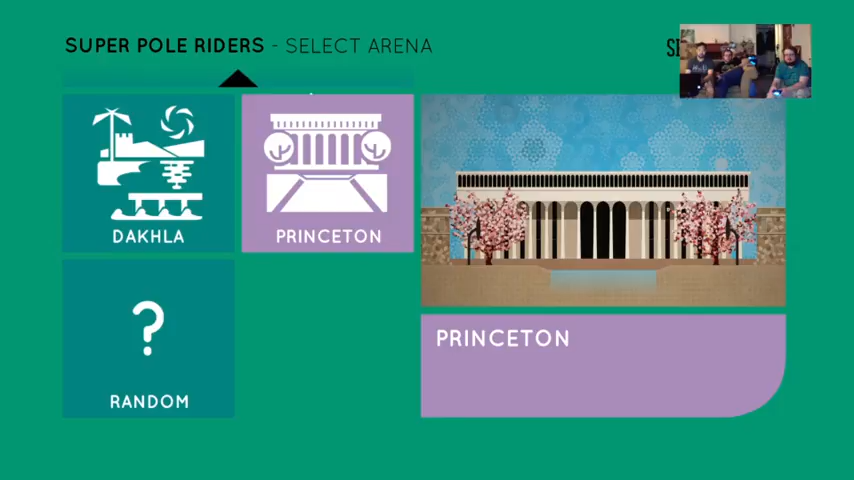 SUPER POLE RIDERS - SELECT ARENA
DAKHLA
PRINCETON
?
RANDOM
PRINCETON